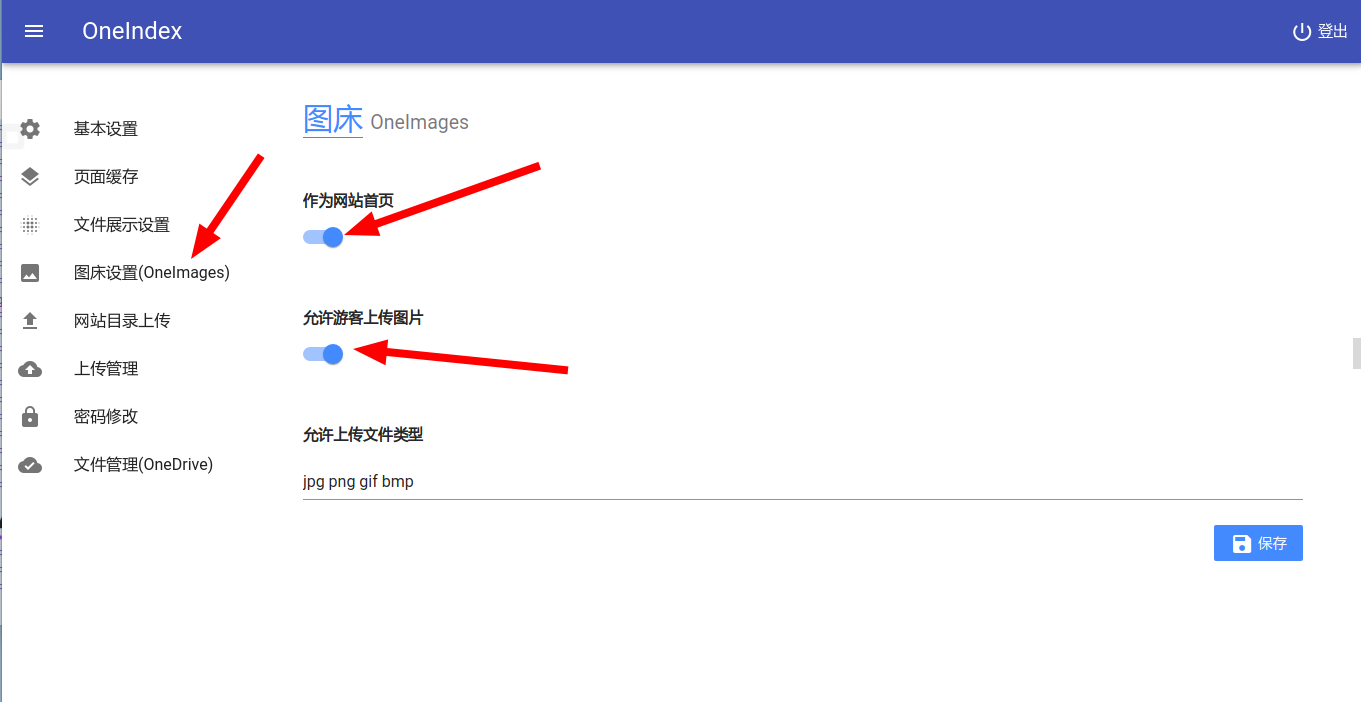 OneIndex
登出
基本设置
页面缓存
文件展示设置
图床设置(OneImages)
网站目录上传
上传管理
密码修改
文件管理(OneDrive)
图床 OneImages
作为网站首页
允许游客上传图片
允许上传文件类型
jpg png gif bmp
保存